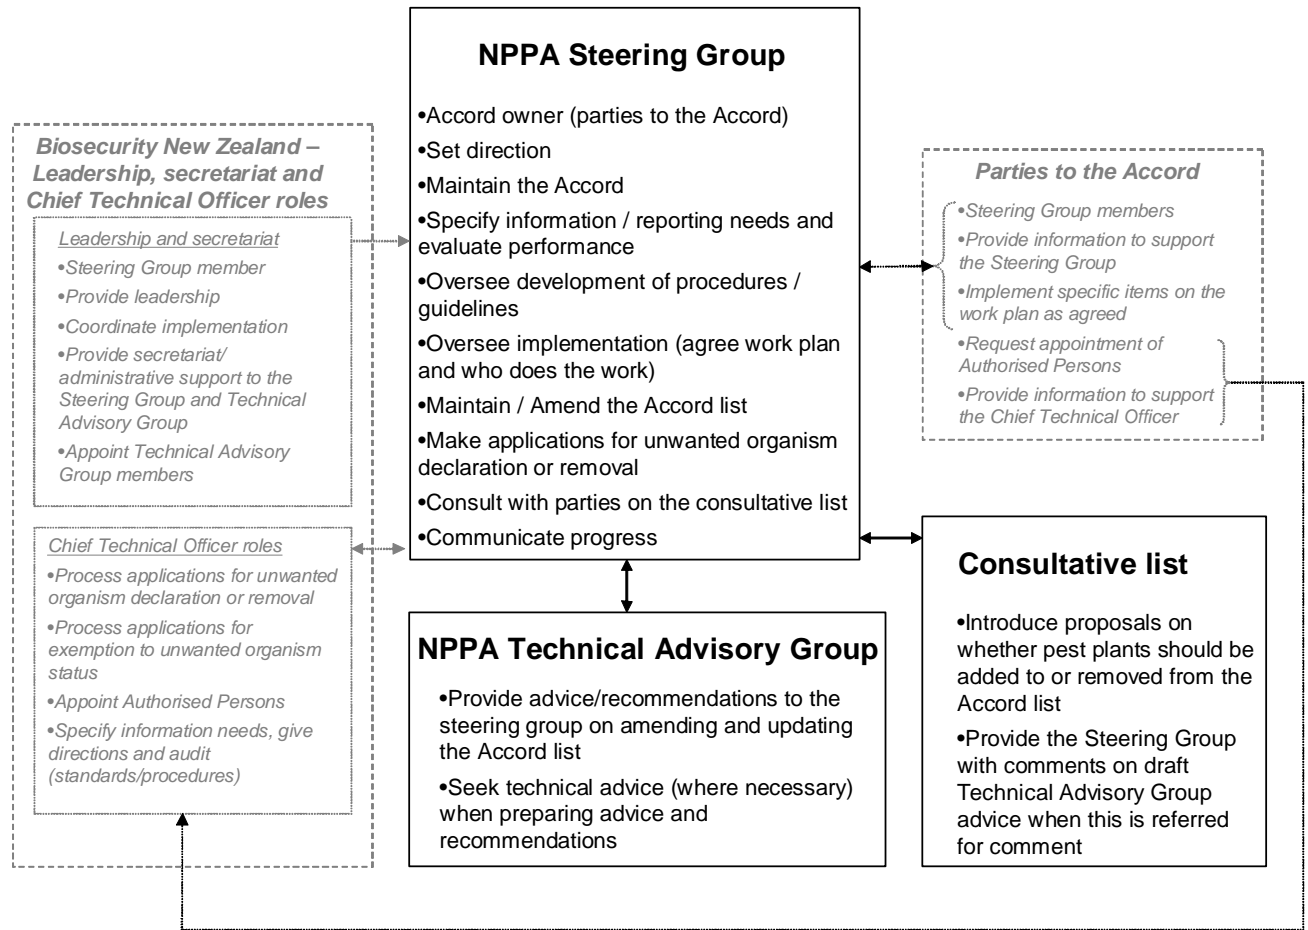 NPPA Steering Group
•Accord owner (parties to the Accord)
•Set direction
•Maintain the Accord
•Specify information / reporting needs and
evaluate performance
•Oversee development of procedures /
guidelines
•Oversee implementation (agree work plan
and who does the work)
•Maintain / Amend the Accord list
•Make applications for unwanted organism
declaration or removal
•Consult with parties on the consultative list
•Communicate progress
Biosecurity New Zealand –
Leadership, secretariat and
Chief Technical Officer roles
Leadership and secretariat
•Steering Group member
•Provide leadership
•Coordinate implementation
•Provide secretariat/
administrative support to the
Steering Group and Technical
Advisory Group
•Appoint Technical Advisory
Group members
Chief Technical Officer roles
•Process applications for unwanted
organism declaration or removal
•Process applications for
exemption to unwanted organism
status
•Appoint Authorised Persons
•Specify information needs, give
directions and audit
(standards/procedures)
Parties to the Accord
•Steering Group members
•Provide information to support
the Steering Group
•Implement specific items on the
work plan as agreed
•Request appointment of
Authorised Persons
•Provide information to support
the Chief Technical Officer
NPPA Technical Advisory Group
•Provide advice/recommendations to the
steering group on amending and updating
the Accord list
•Seek technical advice (where necessary)
when preparing advice and
recommendations
Consultative list
•Introduce proposals on
whether pest plants should be
added to or removed from the
Accord list
•Provide the Steering Group
with comments on draft
Technical Advisory Group
advice when this is referred
for comment